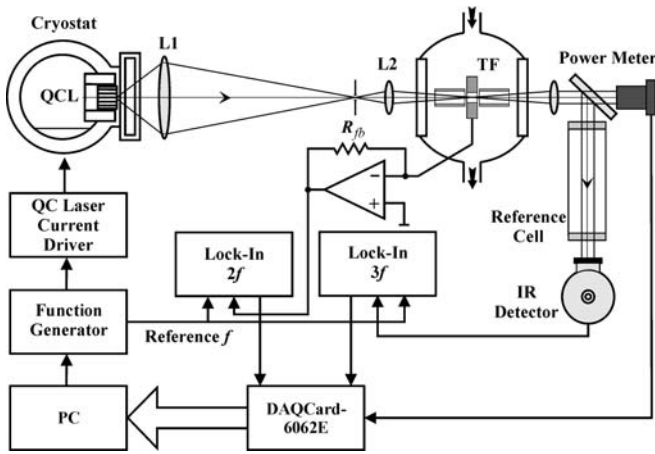 Cryostat
QCL
L1
L2
TF
Power Meter
R_fb
−
+
Reference
Cell
IR
Detector
QC Laser
Current
Driver
Lock-In
2f
Lock-In
3f
Function
Generator
Reference f
PC
DAQCard-
6062E